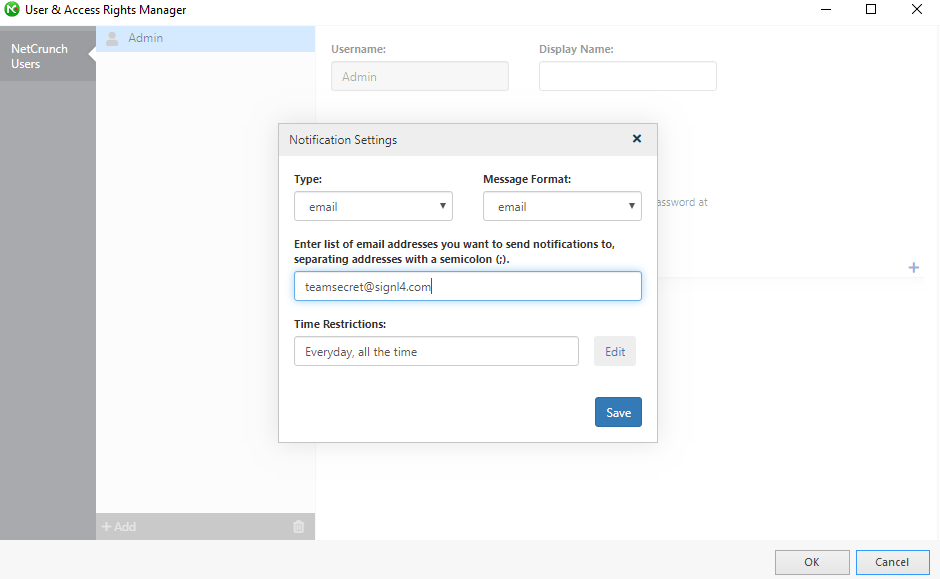 User & Access Rights Manager
NetCrunch
Users
Admin
Username:
Display Name:
Admin
Notification Settings
Type:
Message Format:
email
email
Enter list of email addresses you want to send notifications to,
separating addresses with a semicolon (;).
teamsecret@signl4.com
Time Restrictions:
Everyday, all the time
Edit
Save
at
+ Add
OK
Cancel